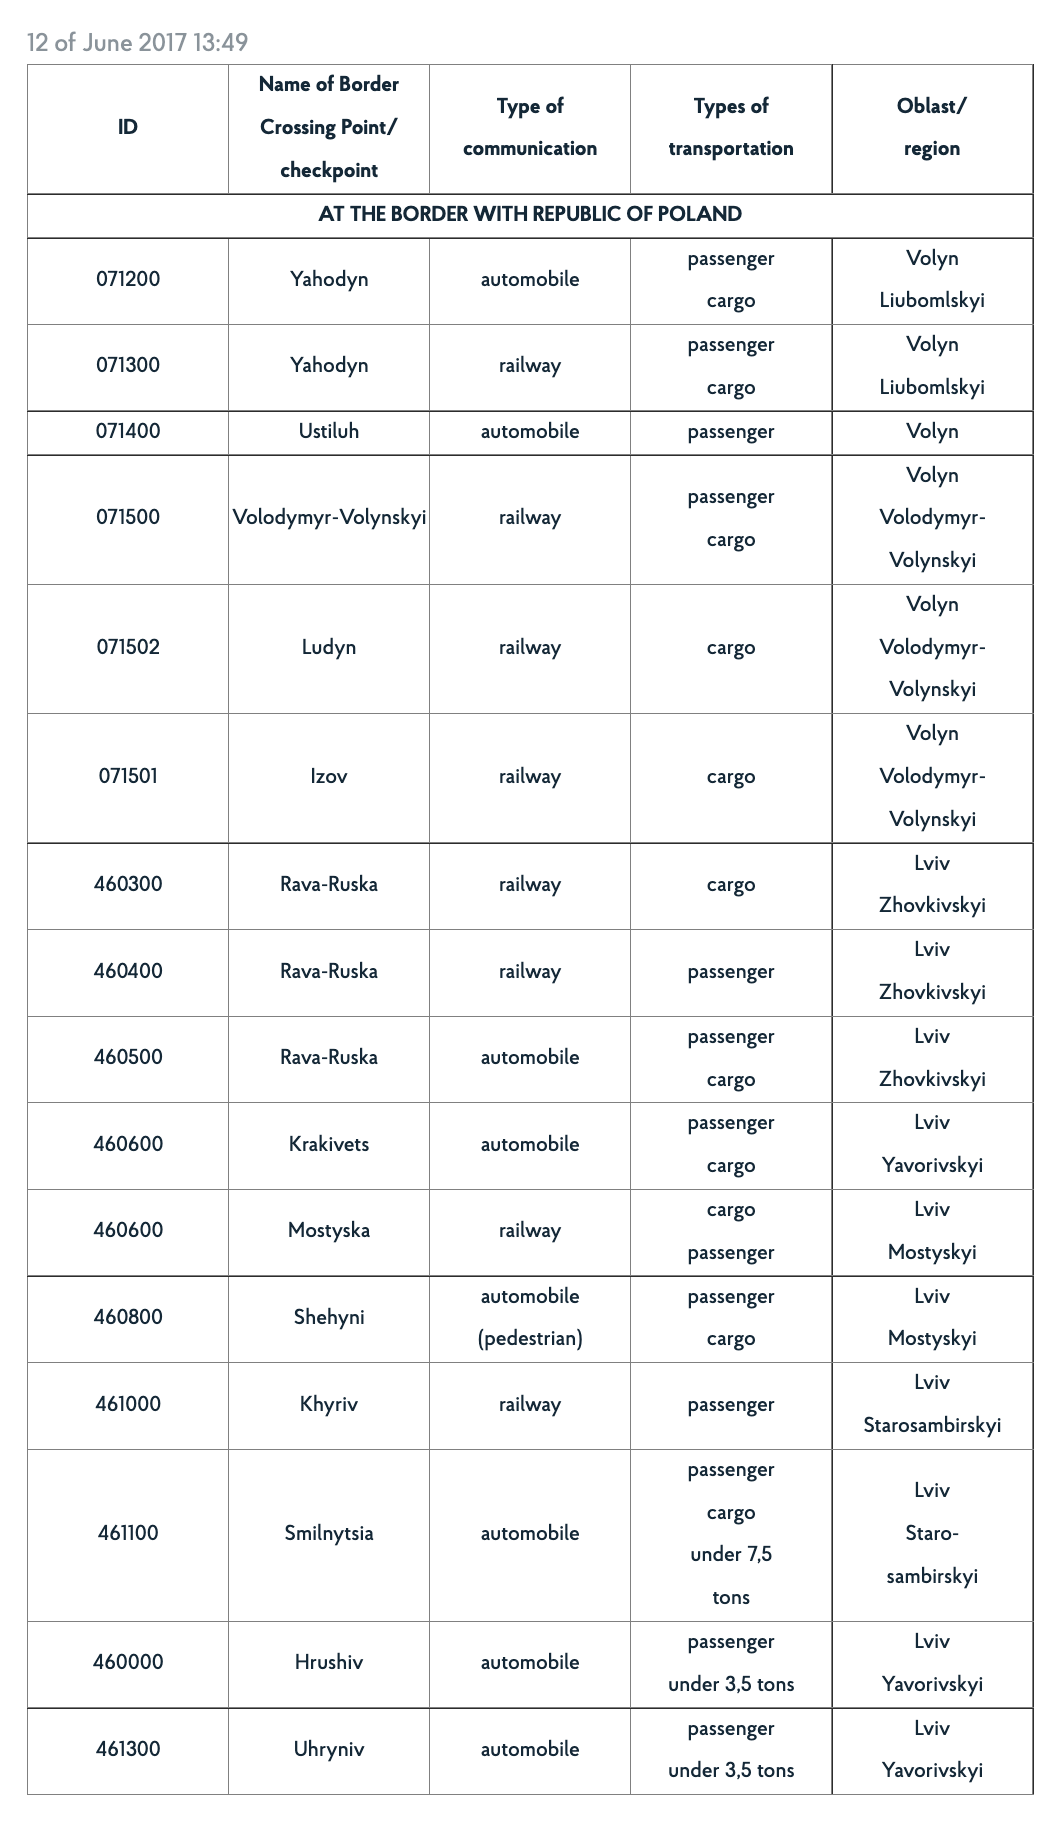 12 of June 2017 13:49
ID
Name of Border
Crossing Point/
checkpoint
Type of
communication
Types of
transportation
Oblast/
region
AT THE BORDER WITH REPUBLIC OF POLAND
071200
Yahodyn
automobile
passenger
cargo
Volyn
Liubomlskyi
071300
Yahodyn
railway
passenger
cargo
Volyn
Liubomlskyi
071400
Ustiluh
automobile
passenger
Volyn
071500
Volodymyr-Volynskyi
railway
passenger
cargo
Volyn
Volodymyr-
Volynskyi
071502
Ludyn
railway
cargo
Volyn
Volodymyr-
Volynskyi
071501
Izov
railway
cargo
Volyn
Volodymyr-
Volynskyi
460300
Rava-Ruska
railway
cargo
Lviv
Zhovkivskyi
460400
Rava-Ruska
railway
passenger
Lviv
Zhovkivskyi
460500
Rava-Ruska
automobile
passenger
cargo
Lviv
Zhovkivskyi
460600
Krakivets
automobile
passenger
cargo
Lviv
Yavorivskyi
460600
Mostyska
railway
cargo
passenger
Lviv
Mostyskyi
460800
Shehyni
automobile
(pedestrian)
passenger
cargo
Lviv
Mostyskyi
461000
Khyriv
railway
passenger
Lviv
Starosambirskyi
461100
Smilnytsia
automobile
passenger
cargo
under 7,5
tons
Lviv
Staro-
sambirskyi
460000
Hrushiv
automobile
passenger
under 3,5 tons
Lviv
Yavorivskyi
461300
Uhryniv
automobile
passenger
under 3,5 tons
Lviv
Yavorivskyi